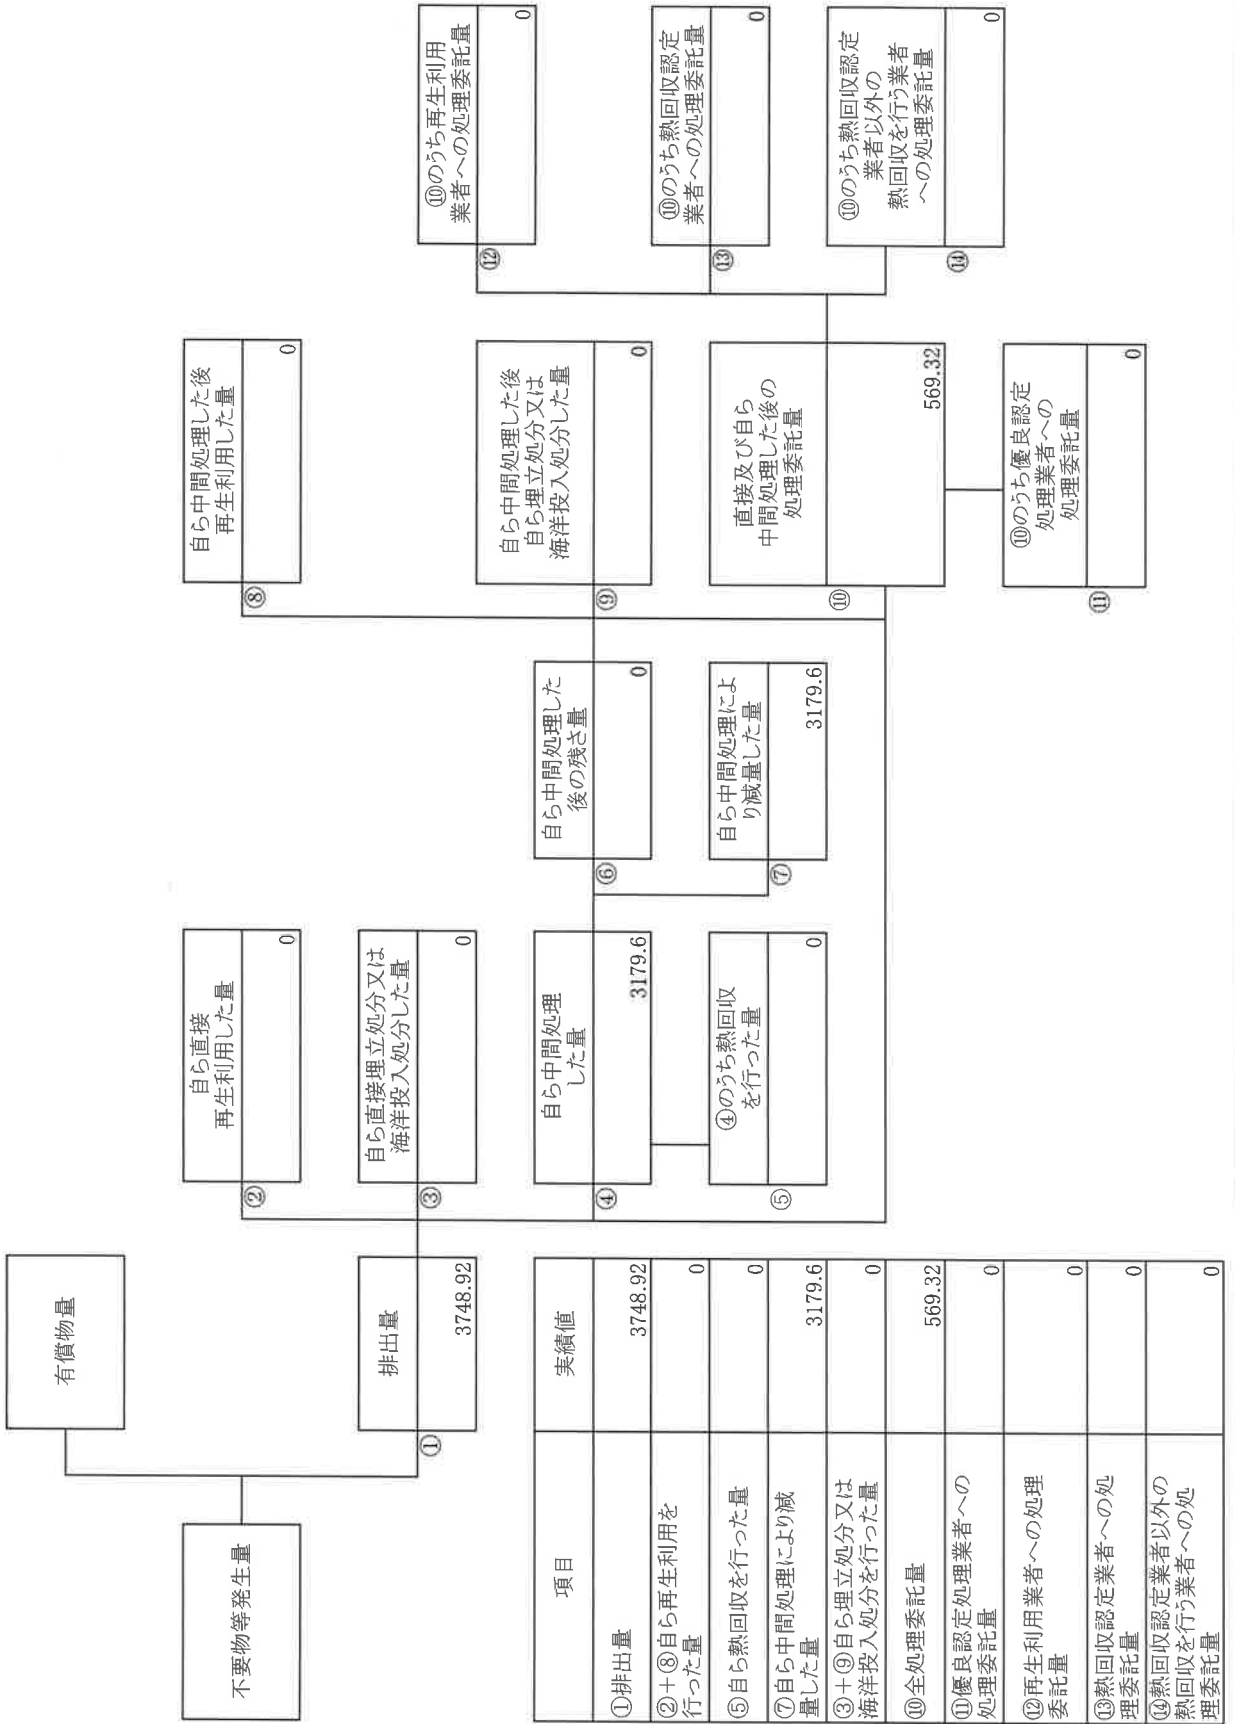 有償物量
不要物等発生量
排出量
①
3748.92
自ら直接
再生利用した量
②
0
自ら直接埋立処分又は
海洋投入処分した量
③
0
自ら中間処理
した量
④
3179.6
④のうち熱回収
を行った量
⑤
0
自ら中間処理した
後の残さ量
⑥
0
自ら中間処理によ
り減量した量
⑦
3179.6
自ら中間処理した後
再生利用した量
⑧
0
自ら中間処理した後
自ら埋立処分又は
海洋投入処分した量
⑨
0
直接及び自ら
中間処理した後の
処理委託量
⑩
569.32
⑩のうち優良認定
処理業者への
処理委託量
⑪
0
⑩のうち再生利用
業者への処理委託量
⑫
0
⑩のうち熱回収認定
業者への処理委託量
⑬
0
⑩のうち熱回収認定
業者以外の
熱回収を行う業者
への処理委託量
⑭
0
項目 実績値
①排出量 3748.92
②+⑧自ら再生利用を
行った量 0
⑤自ら熱回収を行った量 0
⑦自ら中間処理により減
量した量 3179.6
③+⑨自ら埋立処分又は
海洋投入処分を行った量 0
⑩全処理委託量 569.32
⑪優良認定処理業者への
処理委託量 0
⑫再生利用業者への処理
委託量 0
⑬熱回収認定業者への処
理委託量 0
⑭熱回収認定業者以外の
熱回収を行う業者への処
理委託量 0